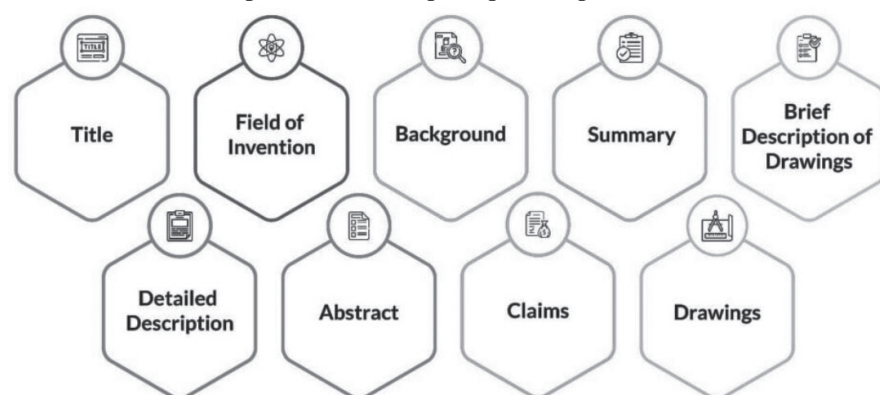 TITLE
Title
Field of
Invention
Background
Summary
Brief
Description of
Drawings
Detailed
Description
Abstract
Claims
Drawings